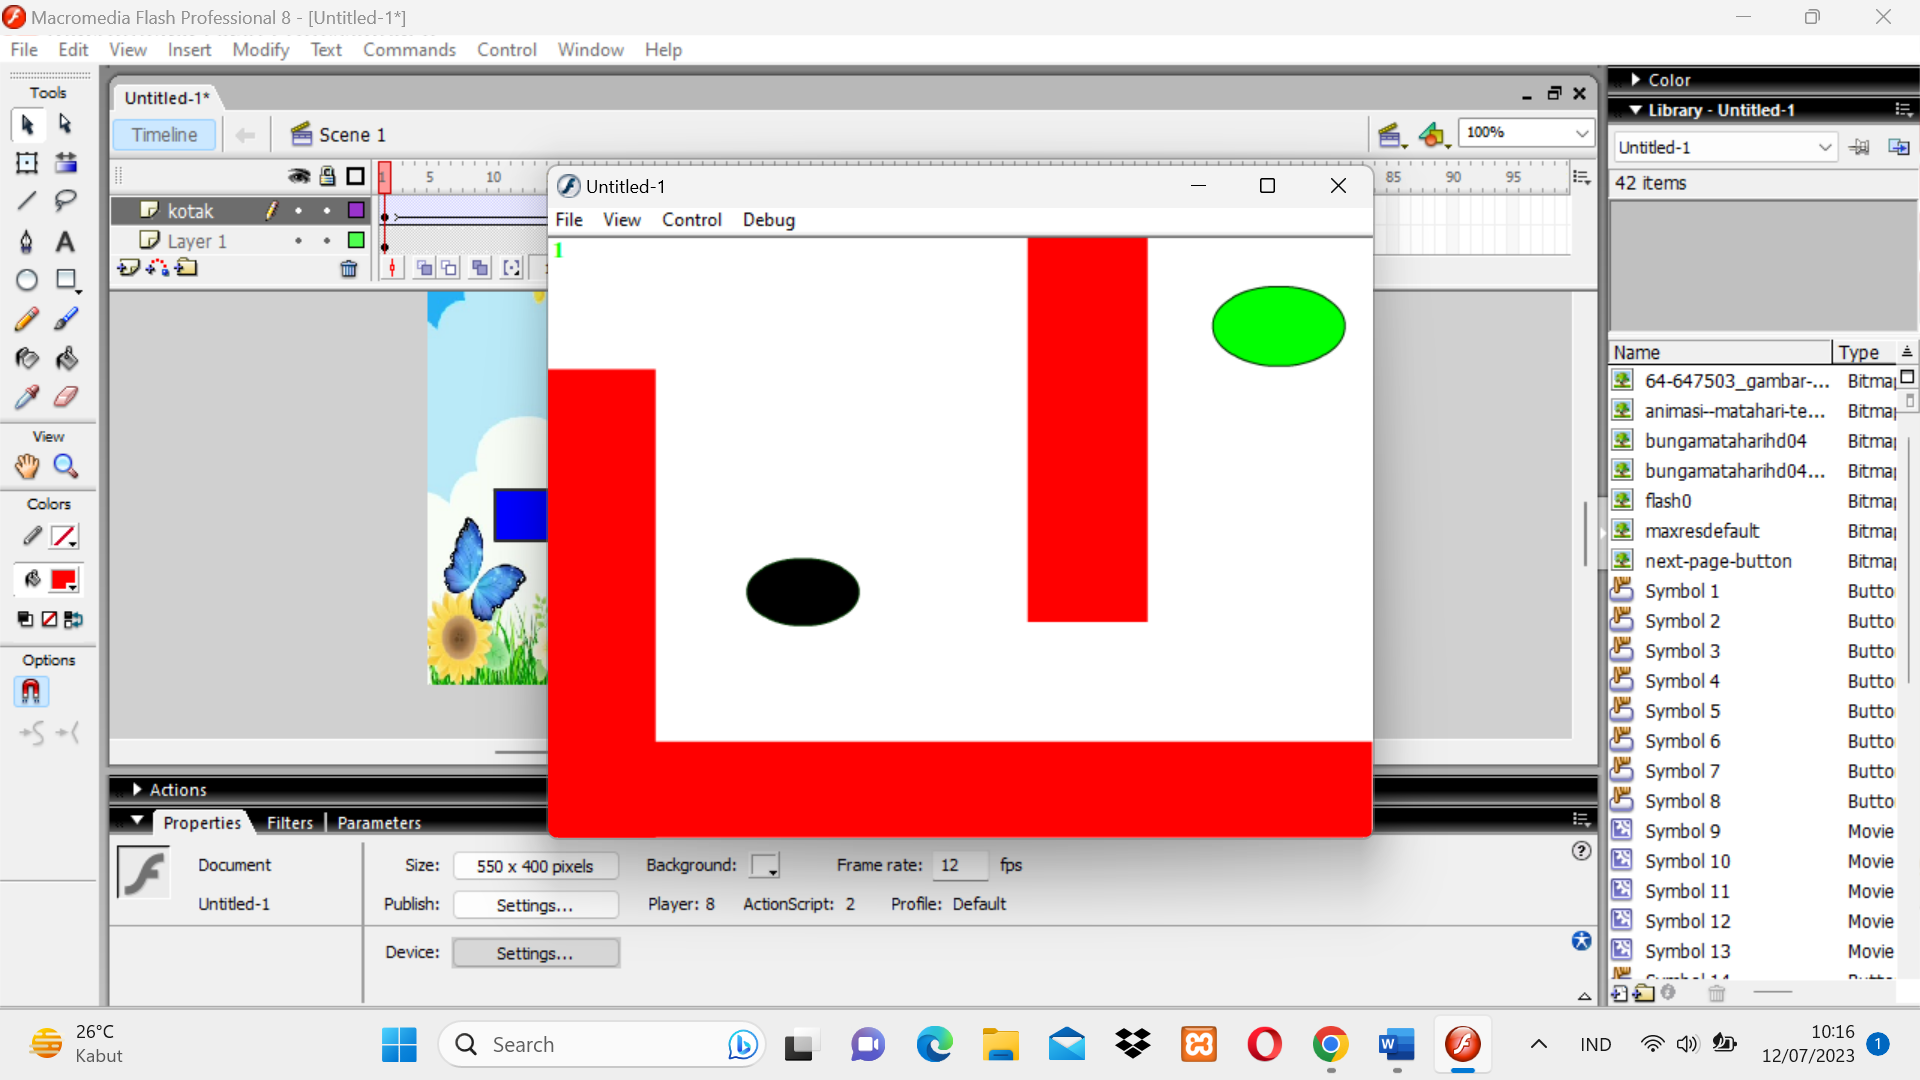 Macromedia Flash Professional 8 - [Untitled-1*]
File Edit View Insert Modify Text Commands Control Window Help
Tools
Untitled-1*
Timeline
Scene 1
100%
1 5 10 85 90 95
kotak
Layer 1
Untitled-1
File View Control Debug
1
View
Colors
Options
Color
Library - Untitled-1
Untitled-1
42 items
Name Type
64-647503_gambar-... Bitma
animasi--matahari-te... Bitma
bungamataharihd04 Bitma
bungamataharihd04... Bitma
flash0 Bitma
maxresdefault Bitma
next-page-button Bitma
Symbol 1 Butto
Symbol 2 Butto
Symbol 3 Butto
Symbol 4 Butto
Symbol 5 Butto
Symbol 6 Butto
Symbol 7 Butto
Symbol 8 Butto
Symbol 9 Movie
Symbol 10 Movie
Symbol 11 Movie
Symbol 12 Movie
Symbol 13 Movie
Actions
Properties Filters Parameters
Document
Untitled-1
Size: 550 x 400 pixels Background: Frame rate: 12 fps
Publish: Settings... Player: 8 ActionScript: 2 Profile: Default
Device: Settings...
26°C
Kabut
Search
IND
10:16
12/07/2023
1